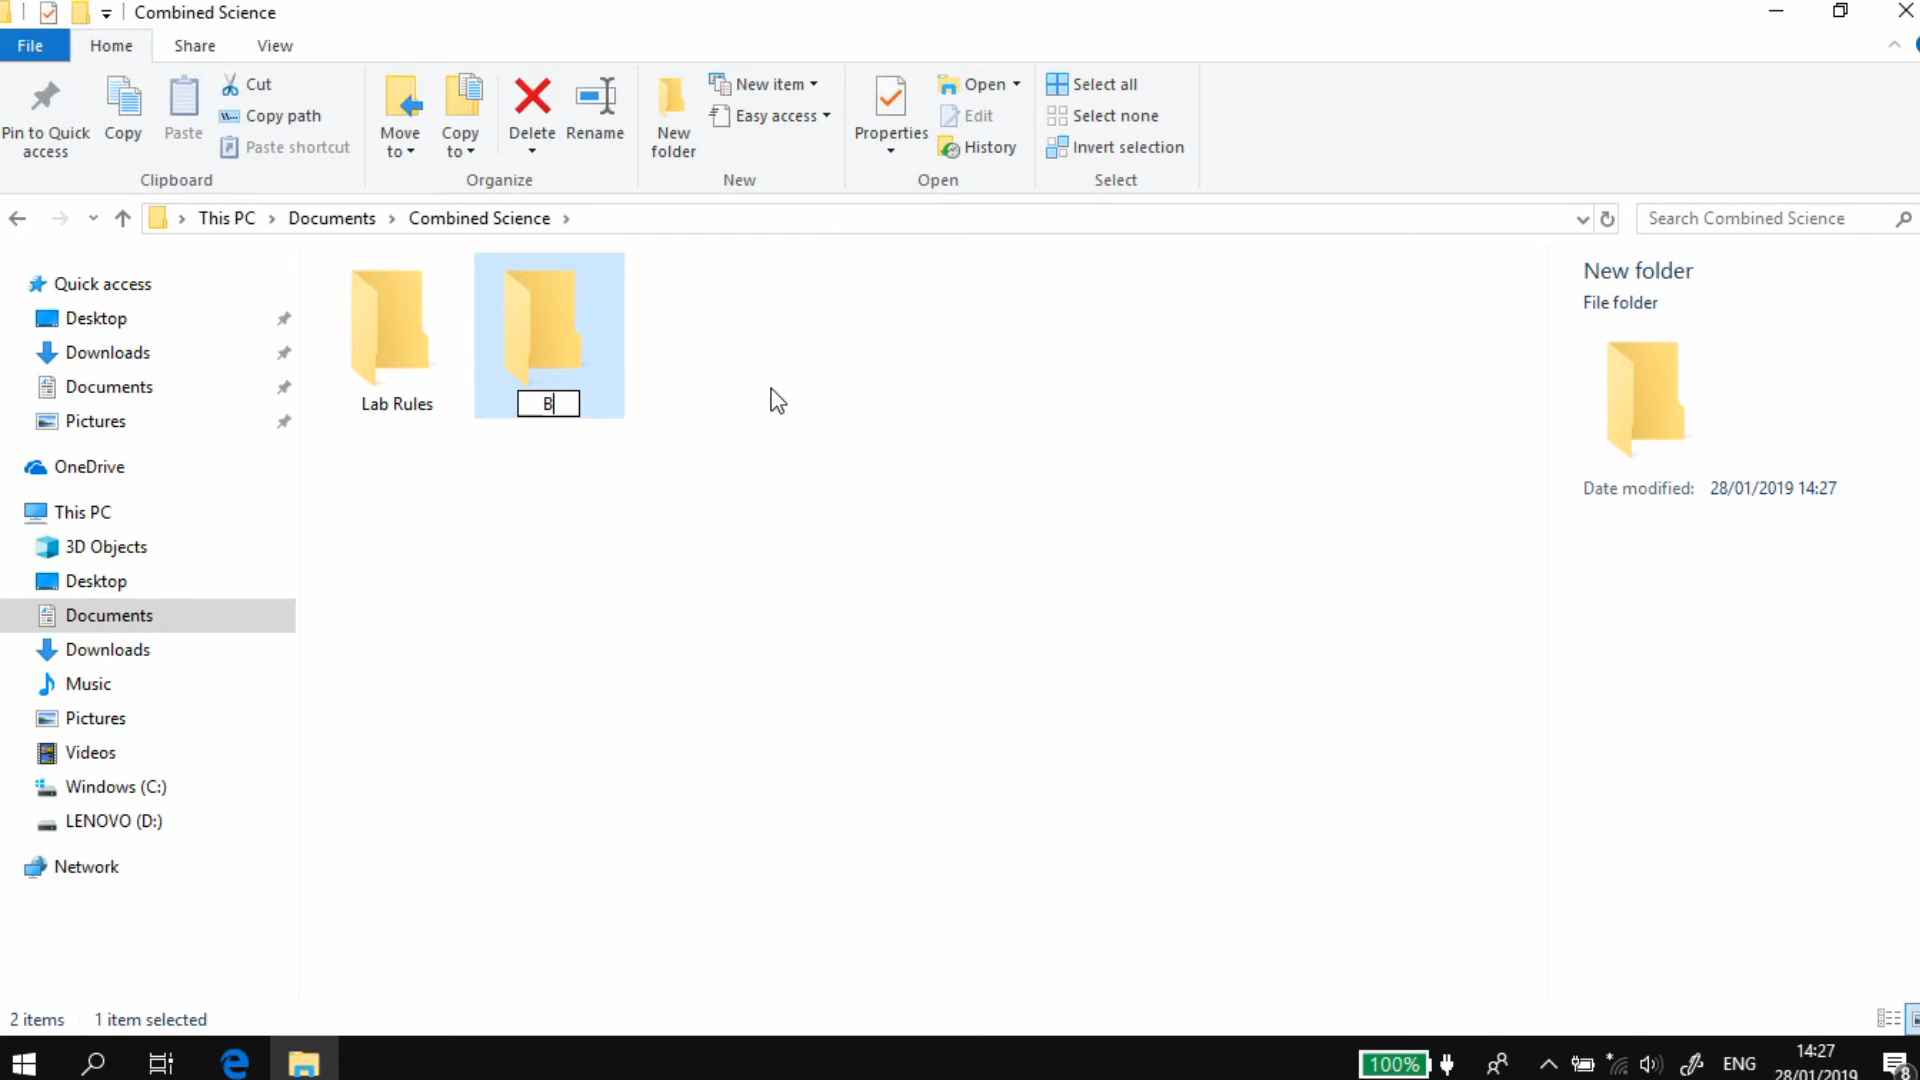 Combined Science
File Home Share View
Pin to Quick access
Copy
Paste
Cut
Copy path
Paste shortcut
Clipboard
Move to
Copy to
Delete
Rename
Organize
New folder
New item
Easy access
New
Properties
Open
Edit
History
Open
Select all
Select none
Invert selection
Select
This PC Documents Combined Science
Search Combined Science
Quick access
Desktop
Downloads
Documents
Pictures
OneDrive
This PC
3D Objects
Desktop
Documents
Downloads
Music
Pictures
Videos
Windows (C:)
LENOVO (D:)
Network
Lab Rules
B
New folder
File folder
Date modified: 28/01/2019 14:27
2 items 1 item selected
100%
ENG
14:27
28/01/2019
8